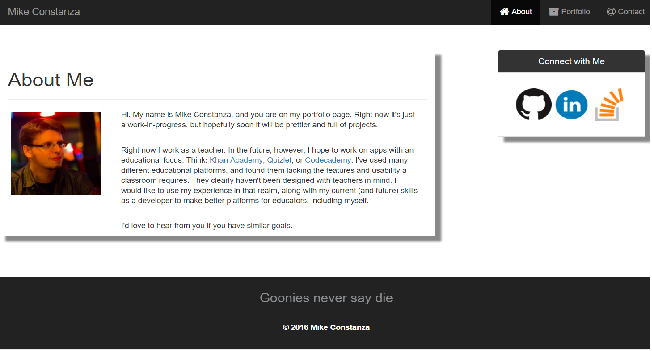 Mike Constanza
About
Portfolio
Contact
About Me
Hi. My name is Mike Constanza, and you are on my portfolio page. Right now it's just
a work-in-progress, but hopefully soon it will be prettier and full of projects.
Right now I work as a teacher. In the future, however, I hope to work on apps with an
educational focus. Think: Khan Academy, Quizlet, or Codecademy. I've used many
different educational platforms, and found them lacking the features and usability a
classroom requires. They clearly haven't been designed with teachers in mind. I
would like to use my experience in that realm, along with my current (and future) skills
as a developer to make better platforms for educators, including myself.
I'd love to hear from you if you have similar goals.
Connect with Me
in
Goonies never say die
© 2016 Mike Constanza